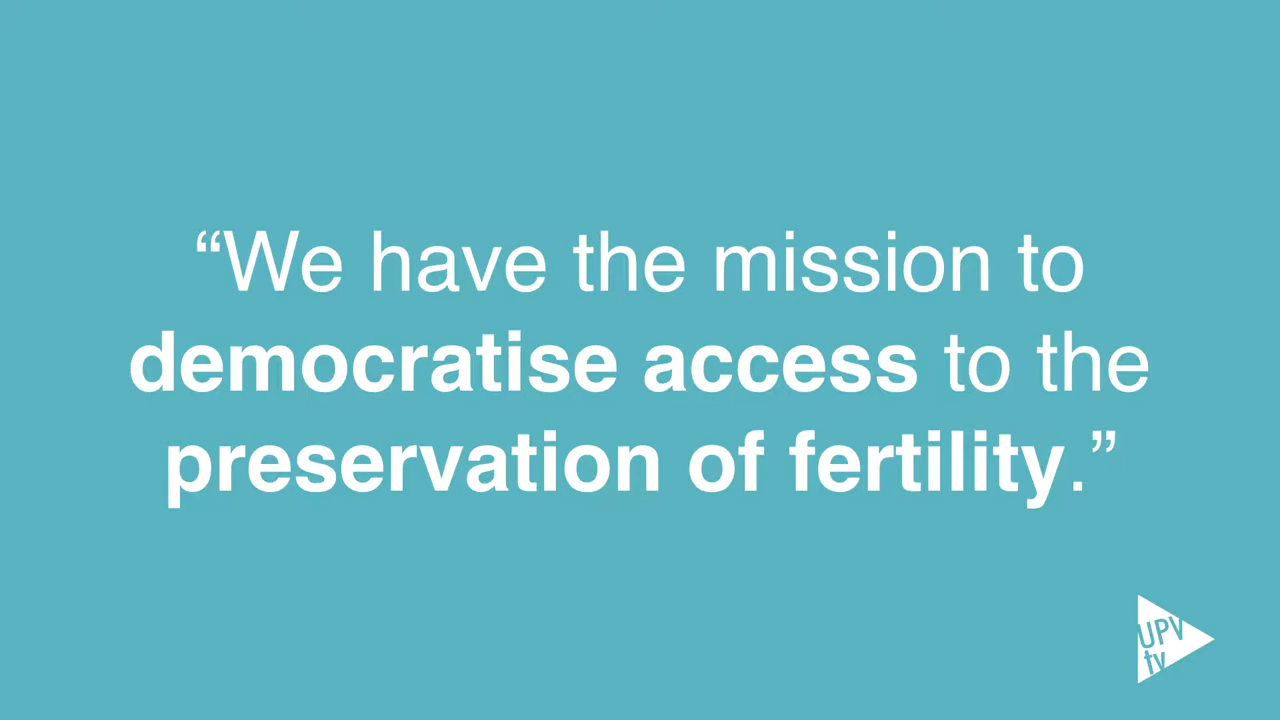 “We have the mission to
democratise access to the
preservation of fertility.”
UPV
tv